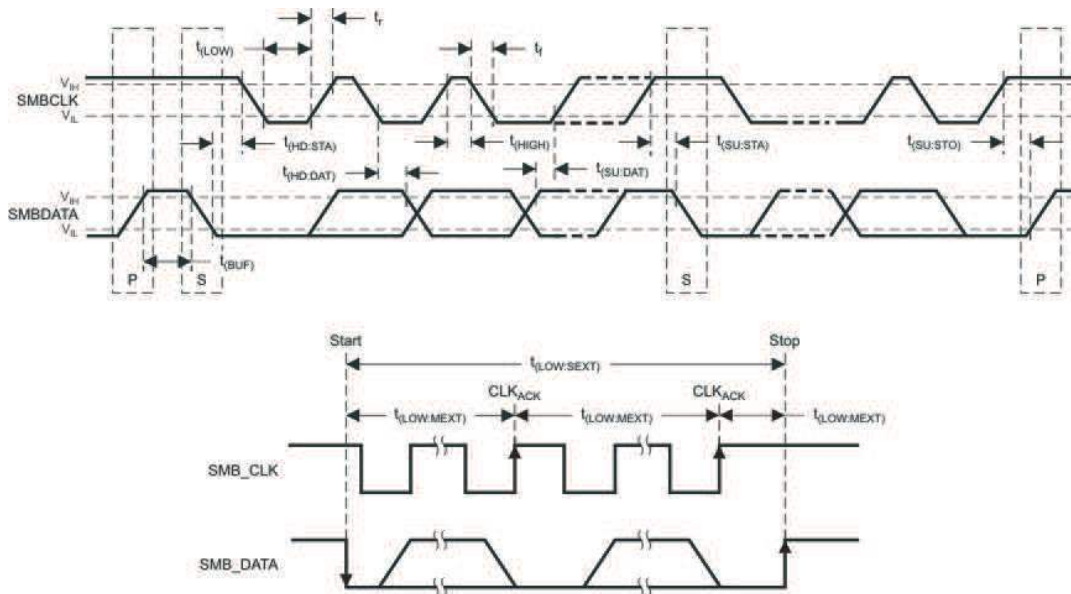 tr
t(LOW)
tf
VIH
SMBCLK
VIL
t(HD:STA)
t(HIGH)
t(SU:STA)
t(SU:STO)
t(HD:DAT)
t(SU:DAT)
VIH
SMBDATA
VIL
t(BUF)
P
S
S
P
Start
Stop
t(LOW:SEXT)
CLKACK
CLKACK
t(LOW:MEXT)
t(LOW:MEXT)
t(LOW:MEXT)
SMB_CLK
SMB_DATA